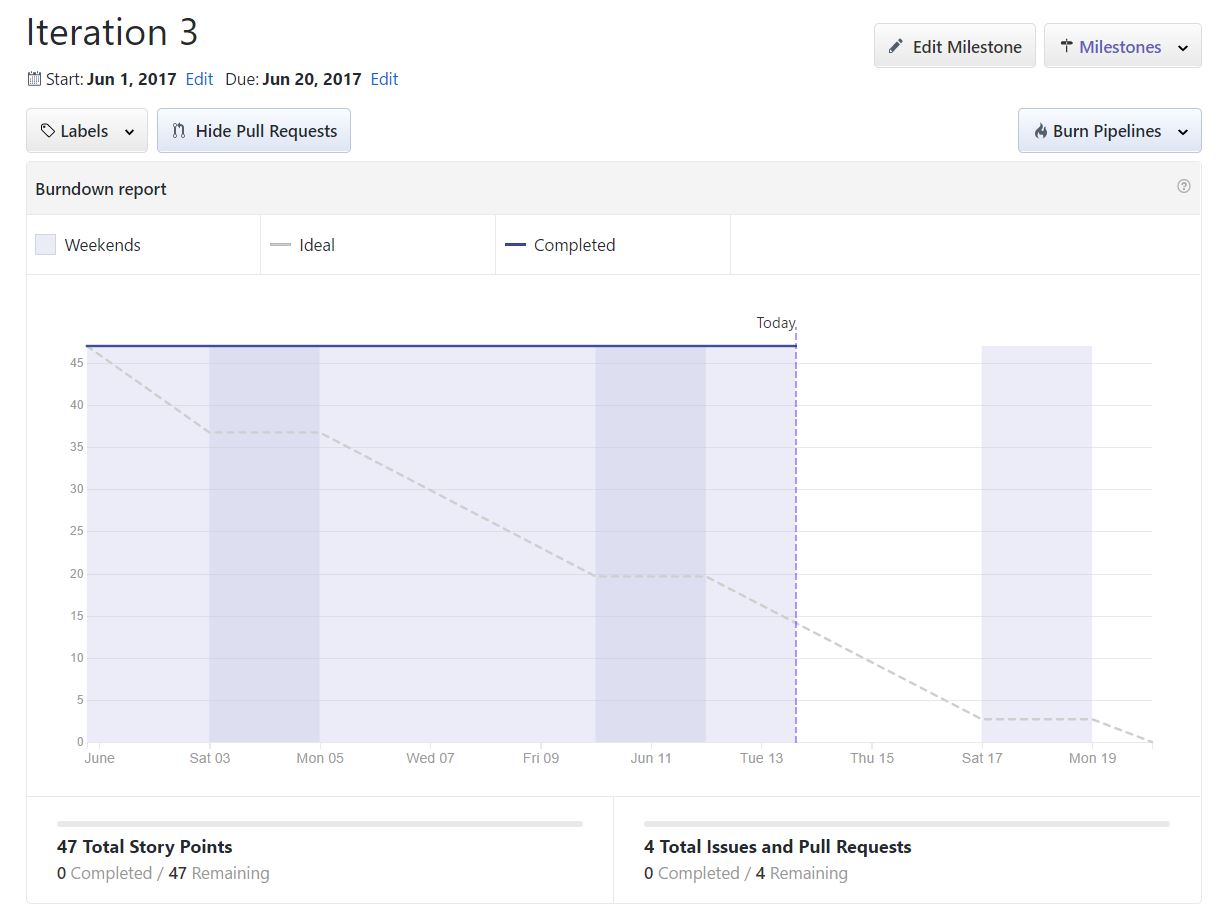 Iteration 3
Edit Milestone
Milestones
Start: Jun 1, 2017 Edit Due: Jun 20, 2017 Edit
Labels
Hide Pull Requests
Burn Pipelines
Burndown report
?
Weekends
Ideal
Completed
Today
45
40
35
30
25
20
15
10
5
0
June Sat 03 Mon 05 Wed 07 Fri 09 Jun 11 Tue 13 Thu 15 Sat 17 Mon 19
47 Total Story Points
0 Completed / 47 Remaining
4 Total Issues and Pull Requests
0 Completed / 4 Remaining